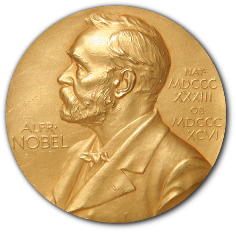 ALFR·
NOBEL
NAT·
MDCCC
XXXIII
OB·
MDCCC
XCVI